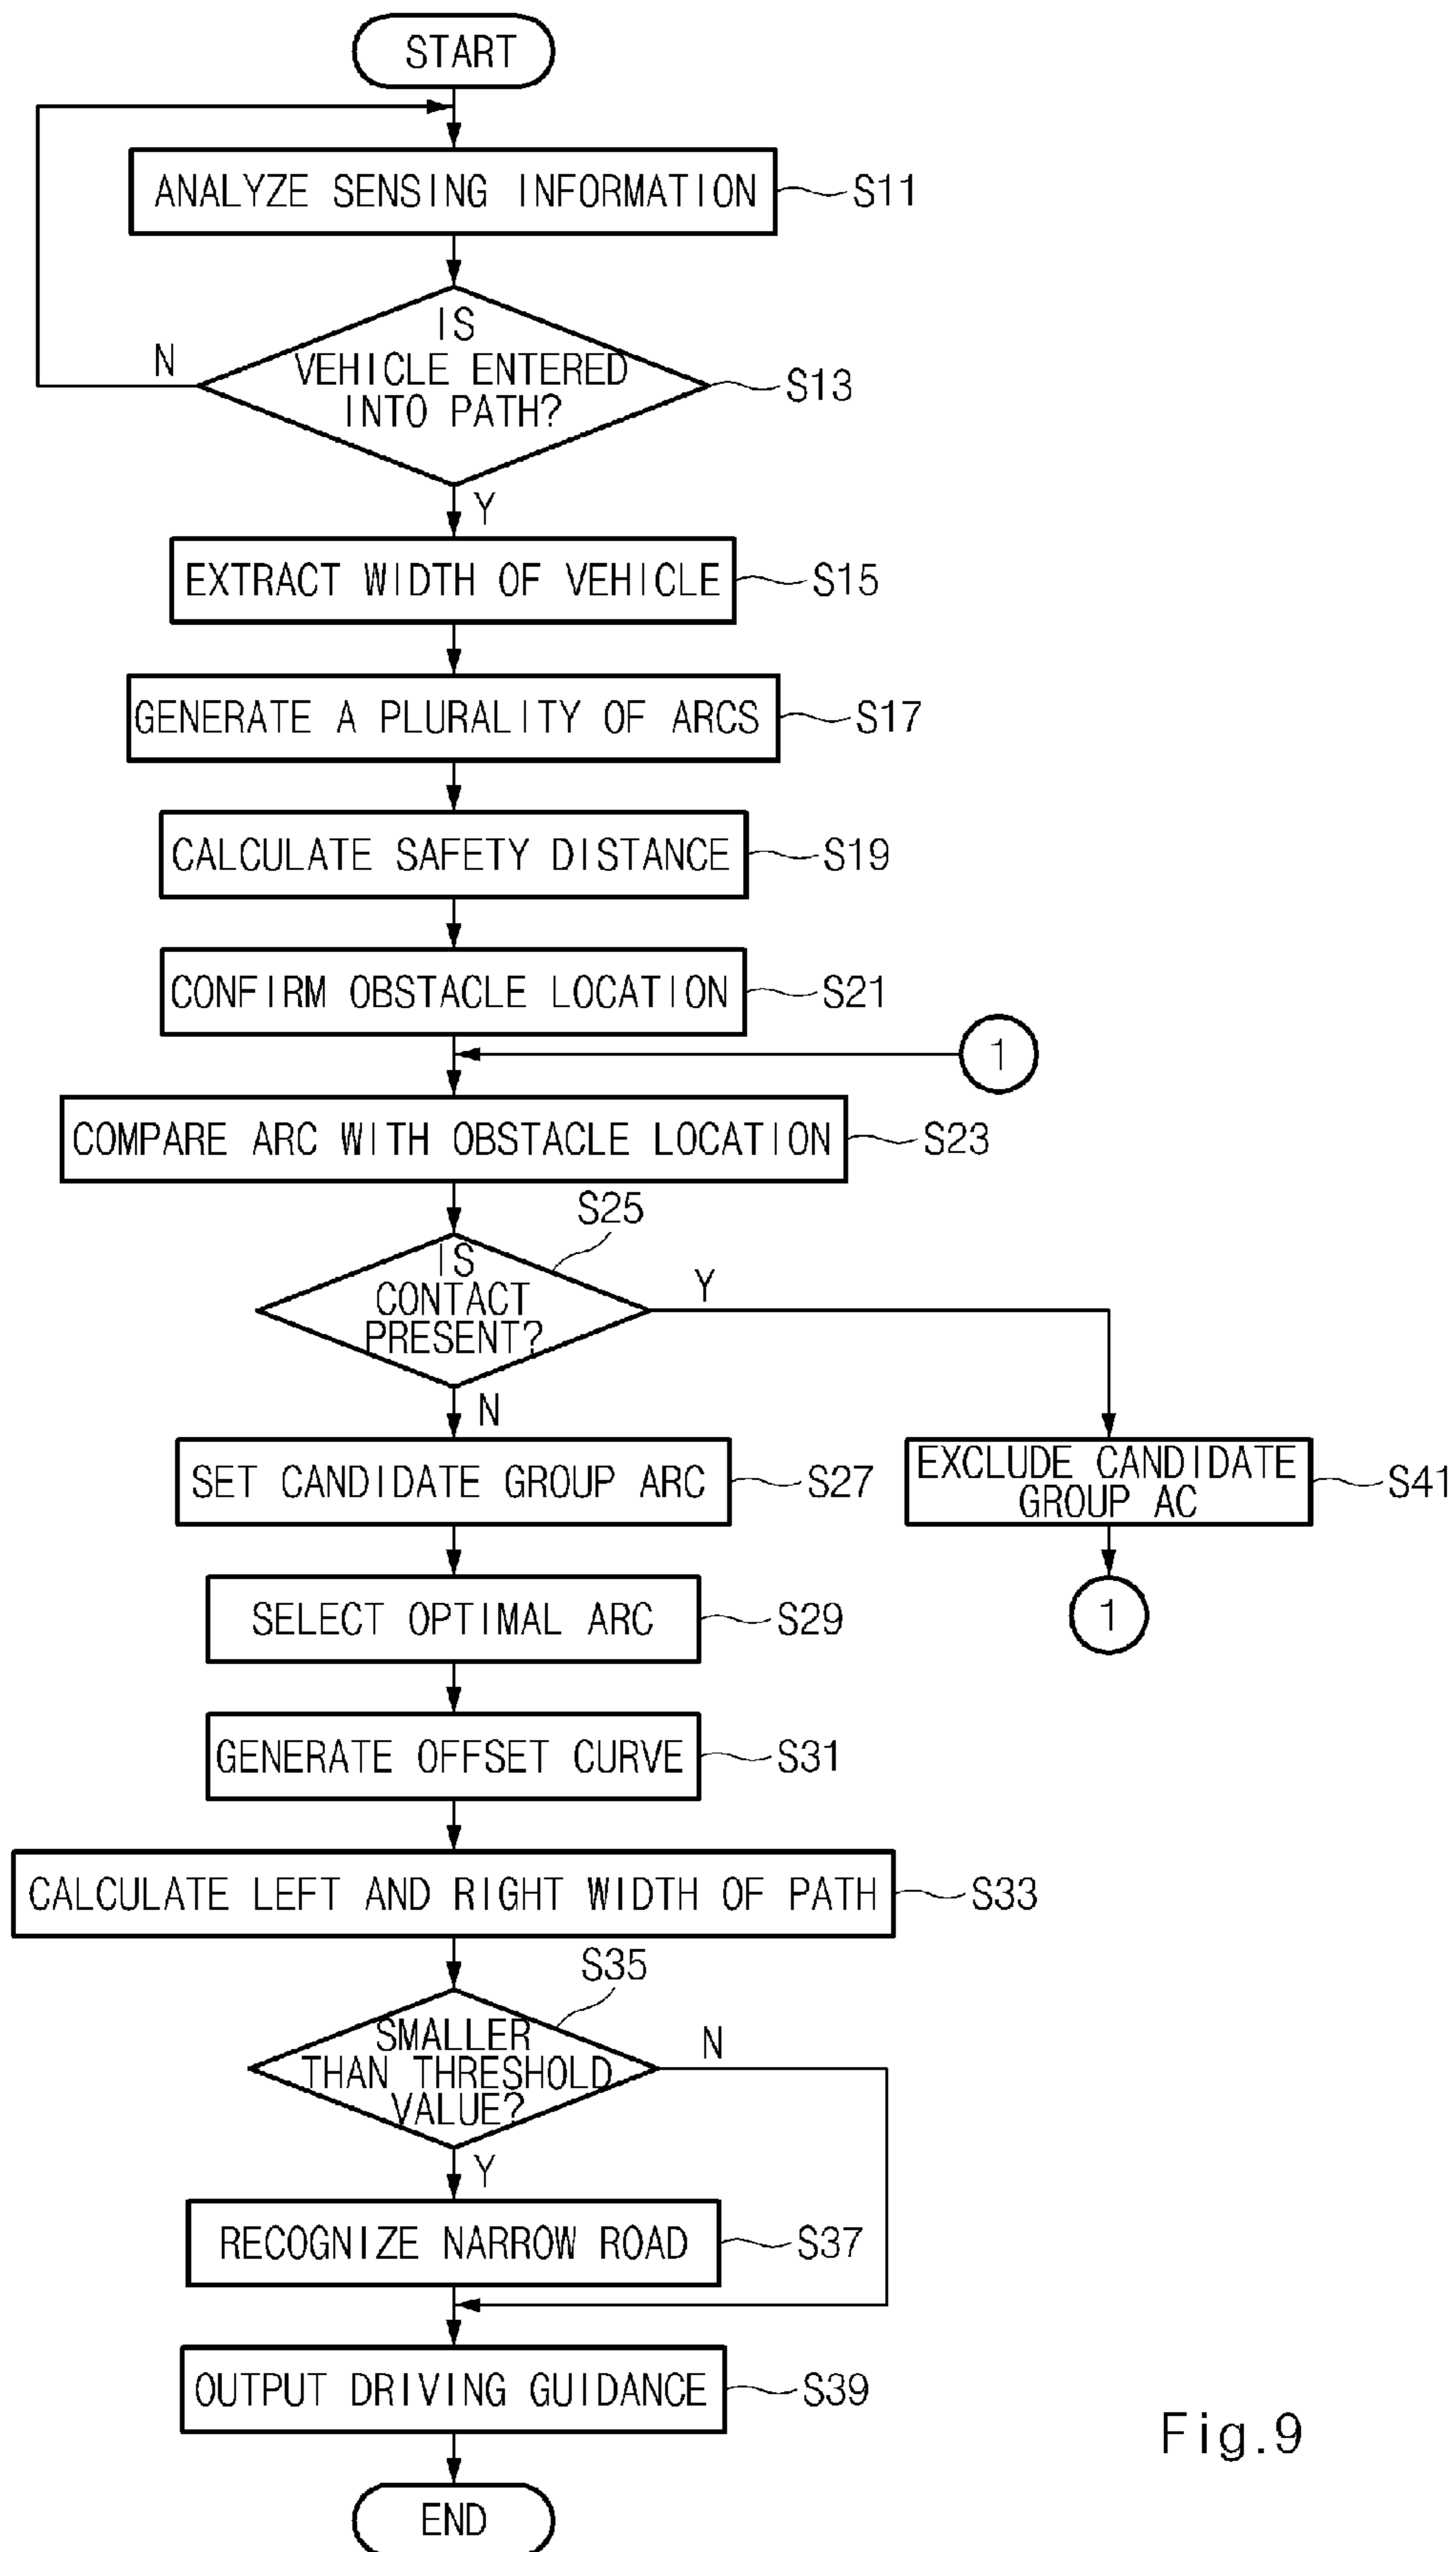 START
ANALYZE SENSING INFORMATION
S11
IS
VEHICLE ENTERED
INTO PATH?
S13
N
Y
EXTRACT WIDTH OF VEHICLE
S15
GENERATE A PLURALITY OF ARCS
S17
CALCULATE SAFETY DISTANCE
S19
CONFIRM OBSTACLE LOCATION
S21
1
COMPARE ARC WITH OBSTACLE LOCATION
S23
S25
IS
CONTACT
PRESENT?
Y
N
SET CANDIDATE GROUP ARC
S27
EXCLUDE CANDIDATE
GROUP AC
S41
1
SELECT OPTIMAL ARC
S29
GENERATE OFFSET CURVE
S31
CALCULATE LEFT AND RIGHT WIDTH OF PATH
S33
S35
SMALLER
THAN THRESHOLD
VALUE?
N
Y
RECOGNIZE NARROW ROAD
S37
OUTPUT DRIVING GUIDANCE
S39
END
Fig.9